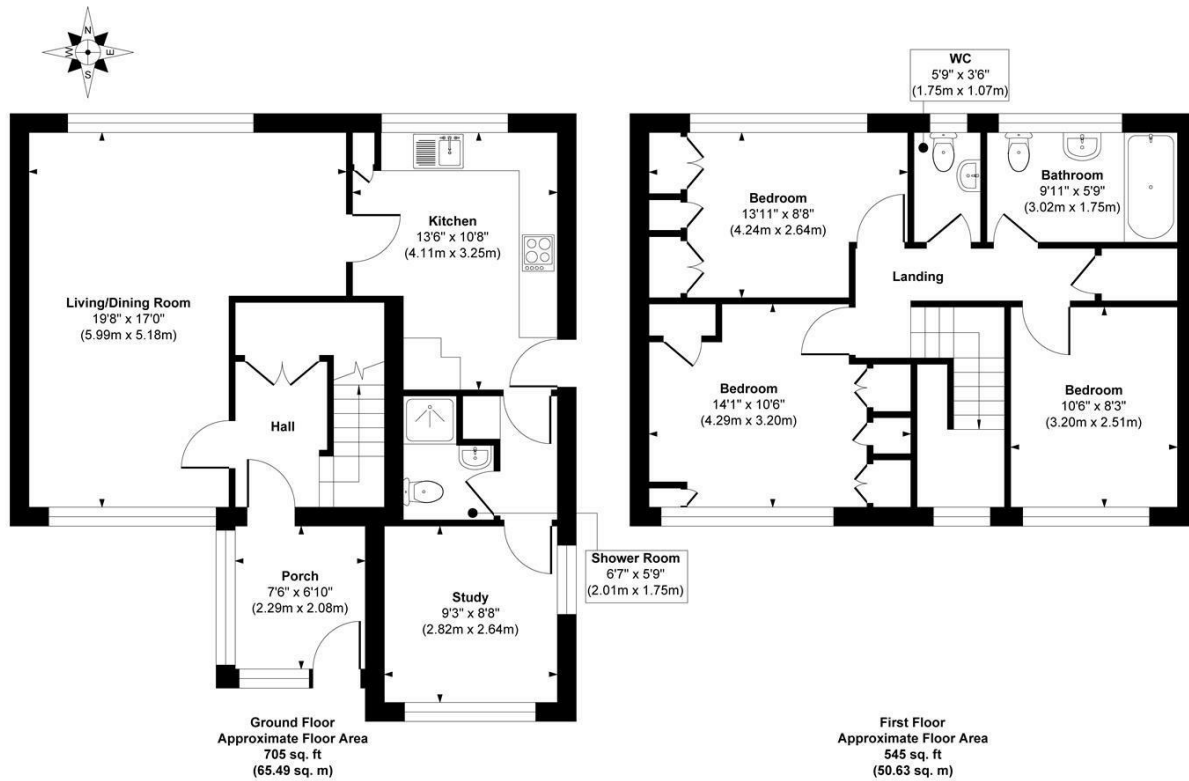 N
W
E
S
WC
5'9" x 3'6"
(1.75m x 1.07m)
Living/Dining Room
19'8" x 17'0"
(5.99m x 5.18m)
Kitchen
13'6" x 10'8"
(4.11m x 3.25m)
Hall
Porch
7'6" x 6'10"
(2.29m x 2.08m)
Study
9'3" x 8'8"
(2.82m x 2.64m)
Shower Room
6'7" x 5'9"
(2.01m x 1.75m)
Ground Floor
Approximate Floor Area
705 sq. ft
(65.49 sq. m)
Bedroom
13'11" x 8'8"
(4.24m x 2.64m)
Bathroom
9'11" x 5'9"
(3.02m x 1.75m)
Landing
Bedroom
14'1" x 10'6"
(4.29m x 3.20m)
Bedroom
10'6" x 8'3"
(3.20m x 2.51m)
First Floor
Approximate Floor Area
545 sq. ft
(50.63 sq. m)